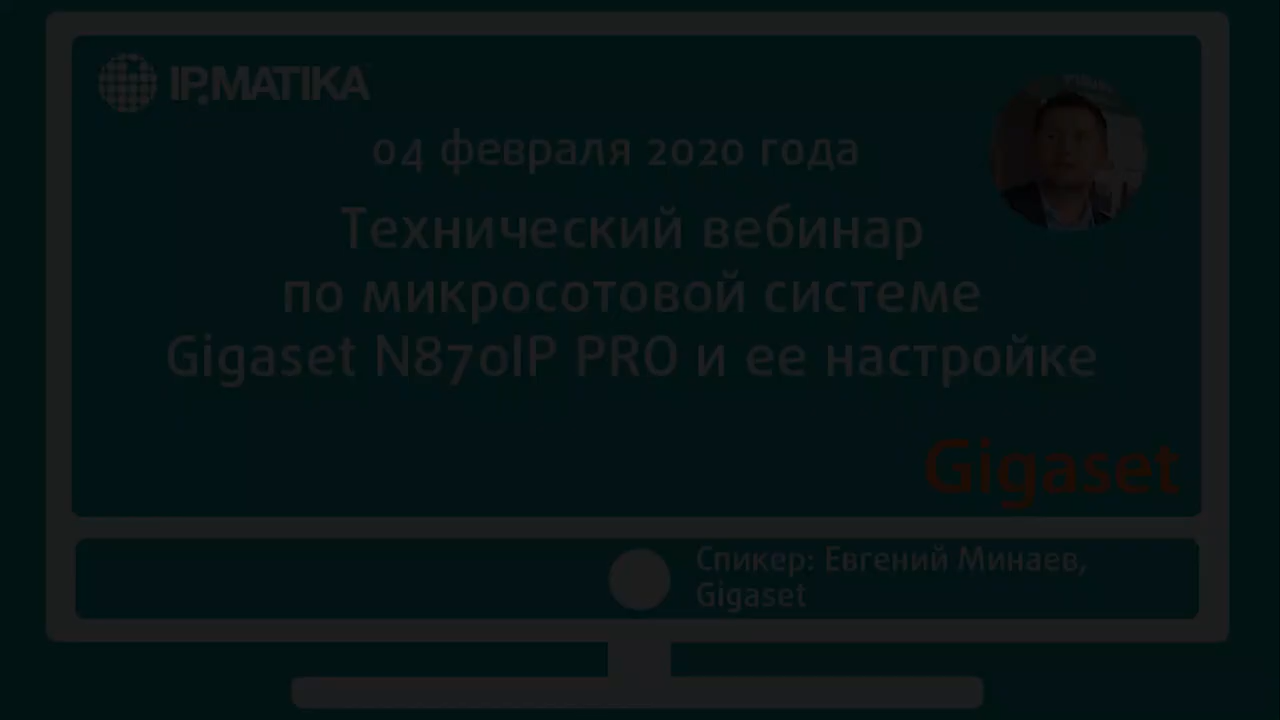 IP.MATIKA
04 февраля 2020 года
Технический вебинар
по микросотовой системе
Gigaset N870IP PRO и ее настройке
Gigaset
Спикер: Евгений Минаев,
Gigaset